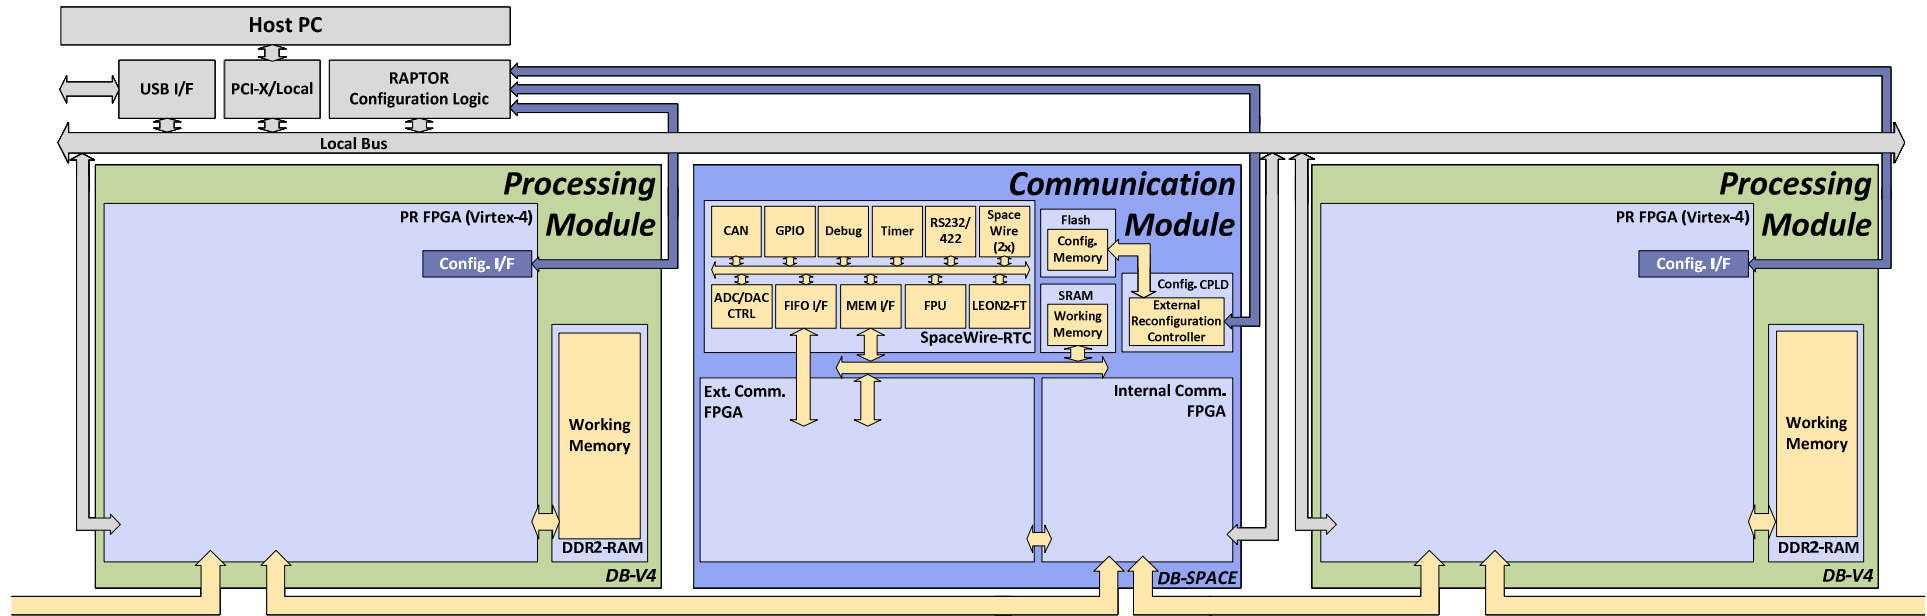 Host PC
USB I/F
PCI-X/Local
RAPTOR
Configuration Logic
Local Bus
Processing
Module
PR FPGA (Virtex-4)
Config. I/F
Working
Memory
DDR2-RAM
DB-V4
Communication
Module
CAN
GPIO
Debug
Timer
RS232/
422
Space
Wire
(2x)
ADC/DAC
CTRL
FIFO I/F
MEM I/F
FPU
LEON2-FT
SpaceWire-RTC
Flash
Config.
Memory
SRAM
Working
Memory
Config. CPLD
External
Reconfiguration
Controller
Ext. Comm.
FPGA
Internal Comm.
FPGA
DB-SPACE
Processing
Module
PR FPGA (Virtex-4)
Config. I/F
Working
Memory
DDR2-RAM
DB-V4